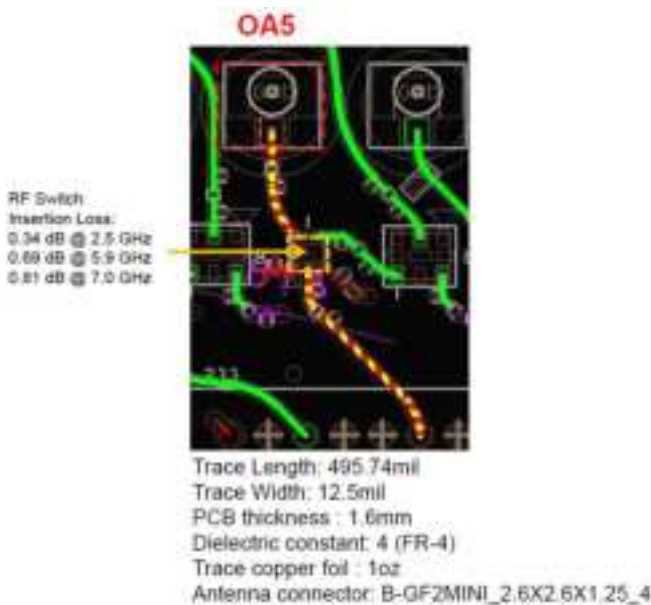 OA5
RF Switch:
Insertion Loss:
0.34 dB @ 2.5 GHz
0.69 dB @ 5.9 GHz
0.81 dB @ 7.0 GHz
233
Trace Length: 495.74mil
Trace Width: 12.5mil
PCB thickness : 1.6mm
Dielectric constant: 4 (FR-4)
Trace copper foil : 1oz
Antenna connector: B-GF2MINI_2.6X2.6X1.25_4